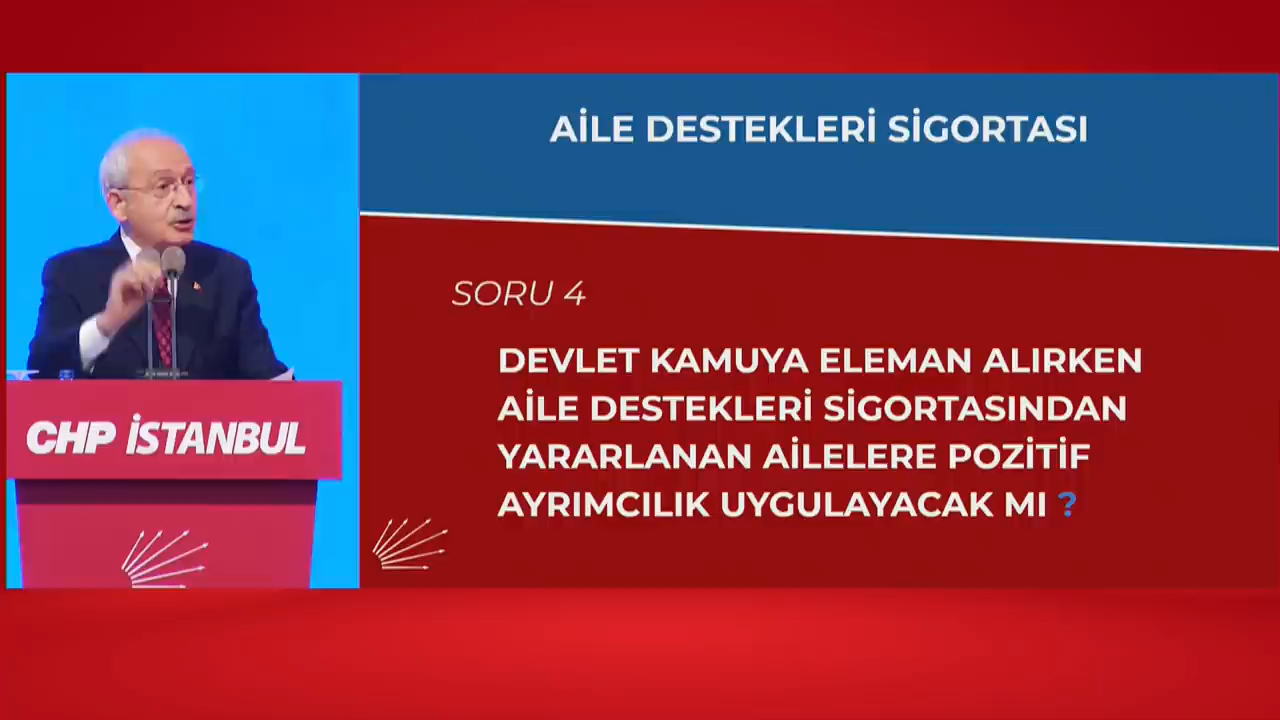 AİLE DESTEKLERİ SİGORTASI
SORU 4
DEVLET KAMUYA ELEMAN ALIRKEN
AİLE DESTEKLERİ SİGORTASINDAN
YARARLANAN AİLELERE POZİTİF
AYRIMCILIK UYGULAYACAK MI ?
CHP İSTANBUL